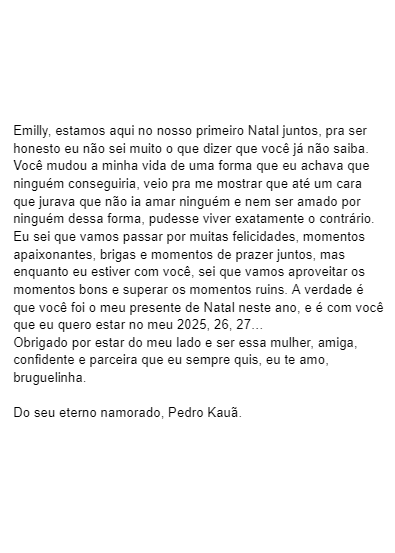 Emilly, estamos aqui no nosso primeiro Natal juntos, pra ser
honesto eu não sei muito o que dizer que você já não saiba.
Você mudou a minha vida de uma forma que eu achava que
ninguém conseguiria, veio pra me mostrar que até um cara
que jurava que não ia amar ninguém e nem ser amado por
ninguém dessa forma, pudesse viver exatamente o contrário.
Eu sei que vamos passar por muitas felicidades, momentos
apaixonantes, brigas e momentos de prazer juntos, mas
enquanto eu estiver com você, sei que vamos aproveitar os
momentos bons e superar os momentos ruins. A verdade é
que você foi o meu presente de Natal neste ano, e é com você
que eu quero estar no meu 2025, 26, 27...
Obrigado por estar do meu lado e ser essa mulher, amiga,
confidente e parceira que eu sempre quis, eu te amo,
bruguelinha.

Do seu eterno namorado, Pedro Kauã.